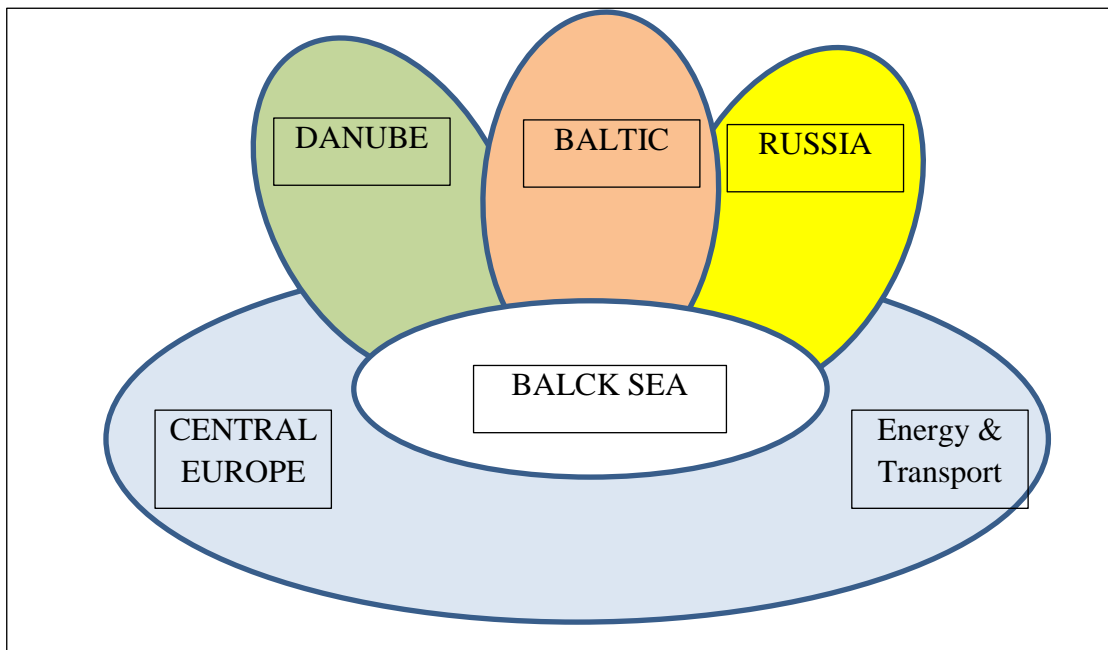 DANUBE
BALTIC
RUSSIA
BALCK SEA
CENTRAL
EUROPE
Energy &
Transport